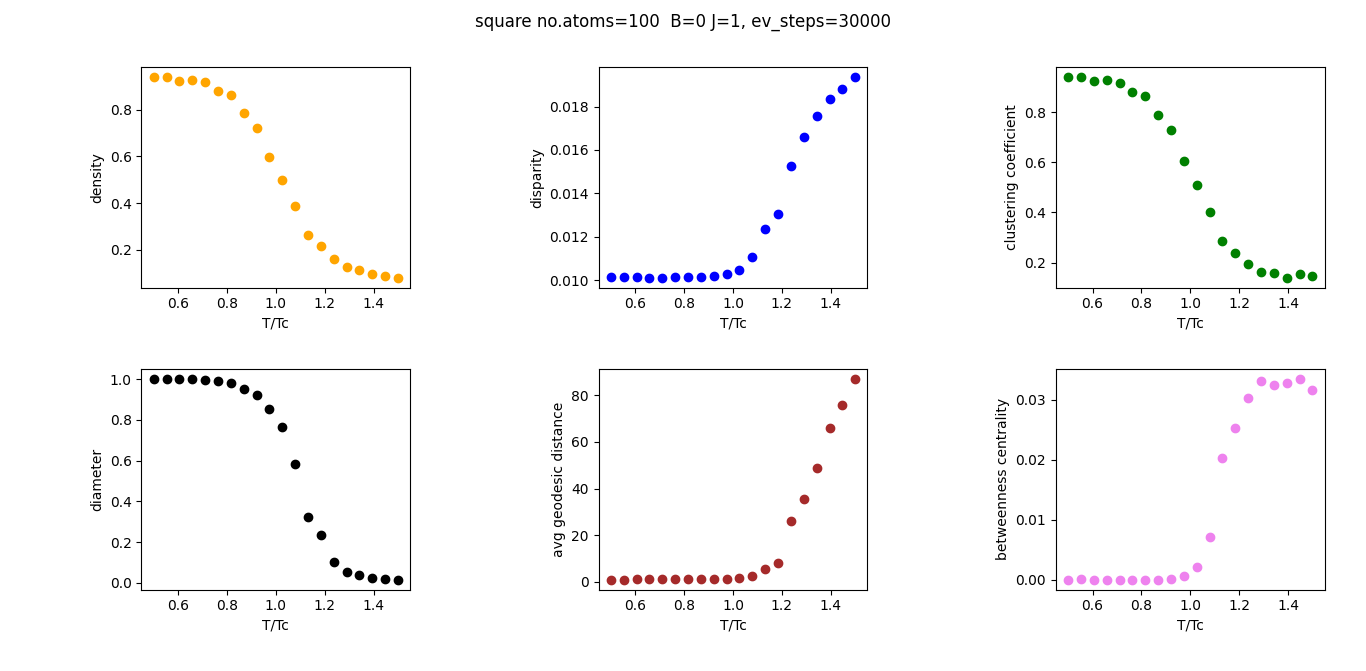 square no.atoms=100  B=0 J=1, ev_steps=30000
density
0.8
0.6
0.4
0.2
0.6 0.8 1.0 1.2 1.4
T/Tc
disparity
0.018
0.016
0.014
0.012
0.010
0.6 0.8 1.0 1.2 1.4
T/Tc
clustering coefficient
0.8
0.6
0.4
0.2
0.6 0.8 1.0 1.2 1.4
T/Tc
diameter
1.0
0.8
0.6
0.4
0.2
0.0
0.6 0.8 1.0 1.2 1.4
T/Tc
avg geodesic distance
80
60
40
20
0
0.6 0.8 1.0 1.2 1.4
T/Tc
betweenness centrality
0.03
0.02
0.01
0.00
0.6 0.8 1.0 1.2 1.4
T/Tc